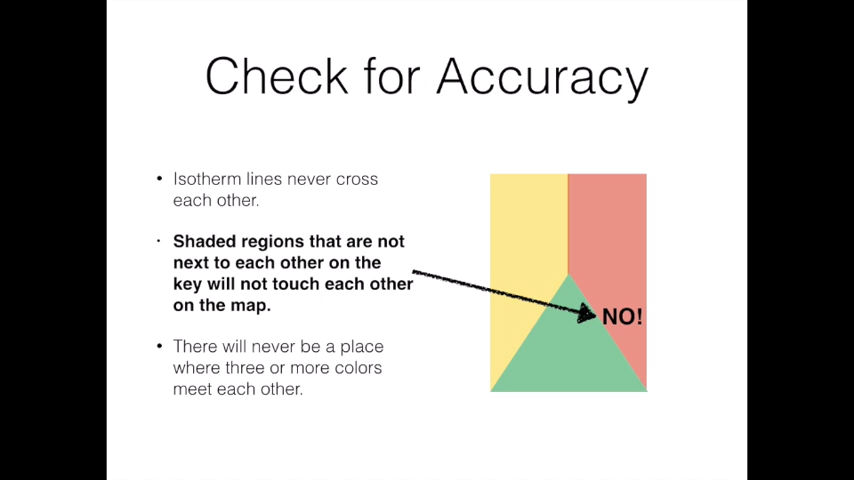 Check for Accuracy
• Isotherm lines never cross
each other.
• Shaded regions that are not
next to each other on the
key will not touch each other
on the map.
• There will never be a place
where three or more colors
meet each other.
NO!